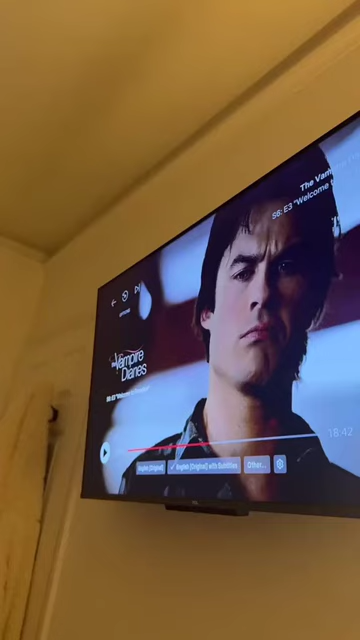 The Vam
S6: E3 "Welcome t
the
Vampire
Diaries
18:42
English [Original]
English [Original] with Subtitles
Other...